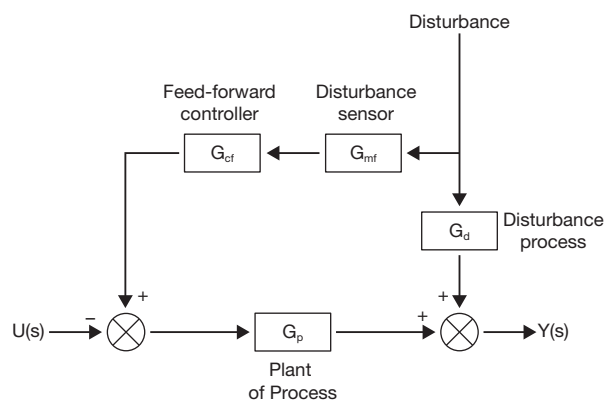 Disturbance
Feed-forward
controller
Disturbance
sensor
G_cf
G_mf
G_d
Disturbance
process
+
+
U(s)
−
G_p
+
Y(s)
Plant
of Process